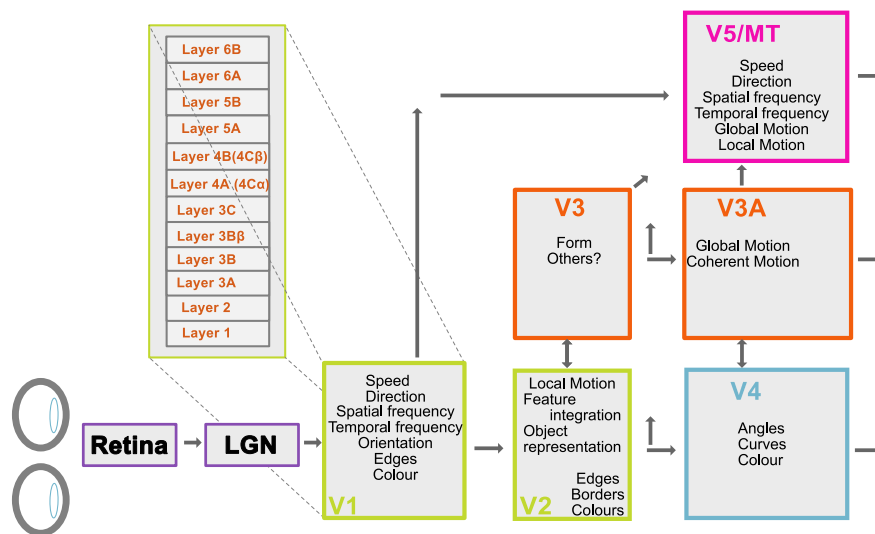 Layer 6B
Layer 6A
Layer 5B
Layer 5A
Layer 4B(4Cβ)
Layer 4A (4Cα)
Layer 3C
Layer 3Bβ
Layer 3B
Layer 3A
Layer 2
Layer 1
Retina
LGN
Speed
Direction
Spatial frequency
Temporal frequency
Orientation
Edges
Colour
V1
Local Motion
Feature
integration
Object
representation
Edges
Borders
Colours
V2
V3
Form
Others?
V3A
Global Motion
Coherent Motion
V4
Angles
Curves
Colour
V5/MT
Speed
Direction
Spatial frequency
Temporal frequency
Global Motion
Local Motion